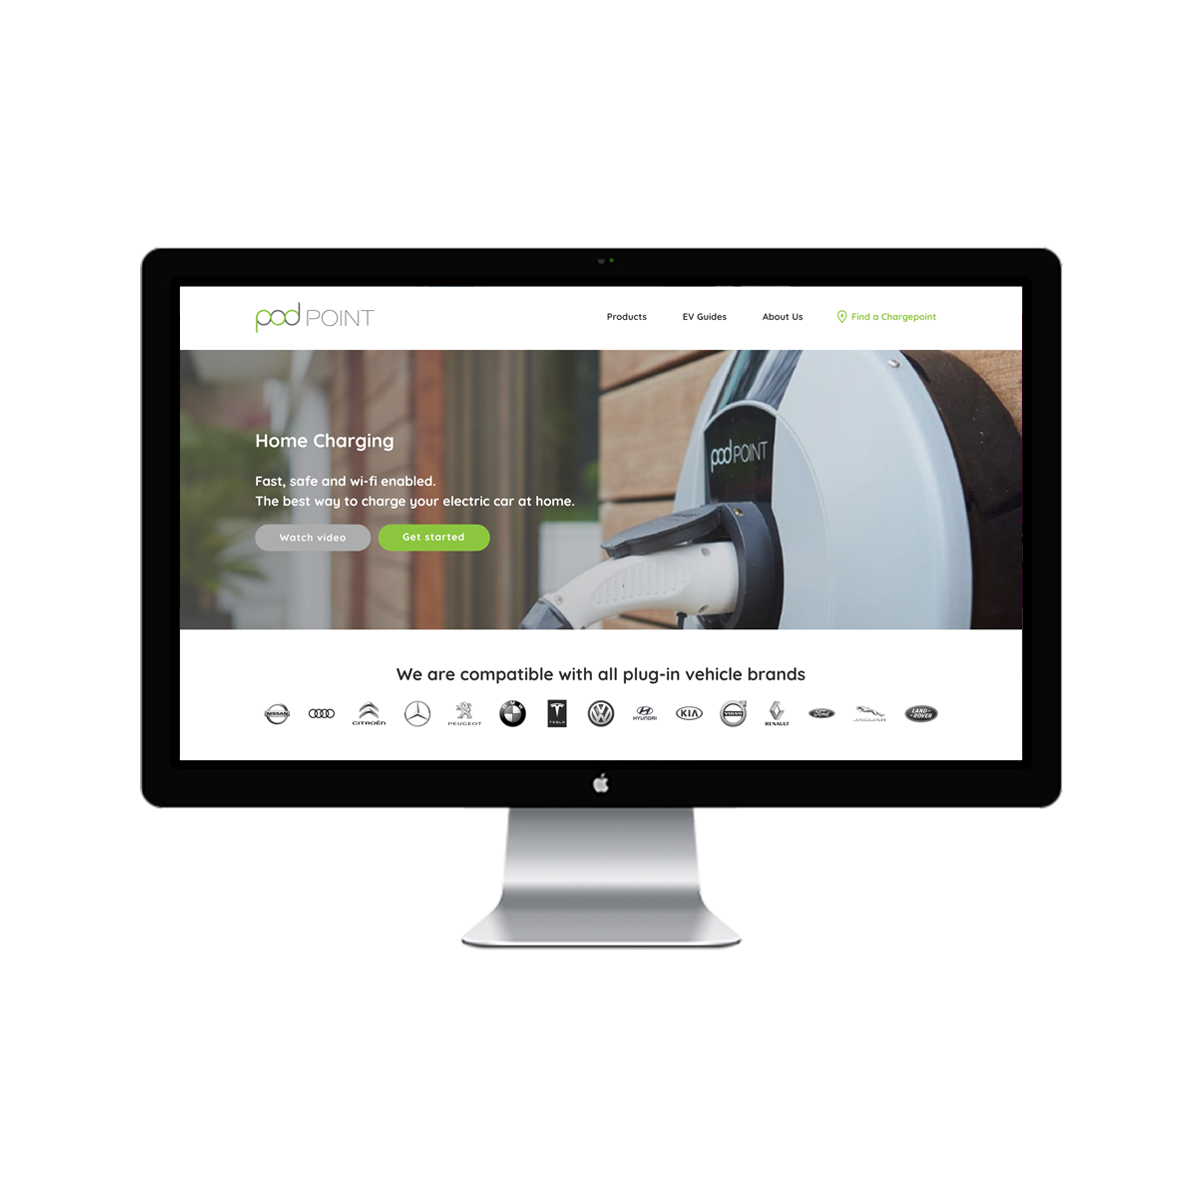 pod POINT
Products
EV Guides
About Us
Find a Chargepoint
Home Charging
pod POINT
Fast, safe and wi-fi enabled.
The best way to charge your electric car at home.
Watch video
Get started
We are compatible with all plug-in vehicle brands
NISSAN
CITROËN
PEUGEOT
BMW
TESLA
HYUNDAI
KIA
VOLVO
RENAULT
Ford
JAGUAR
LAND ROVER